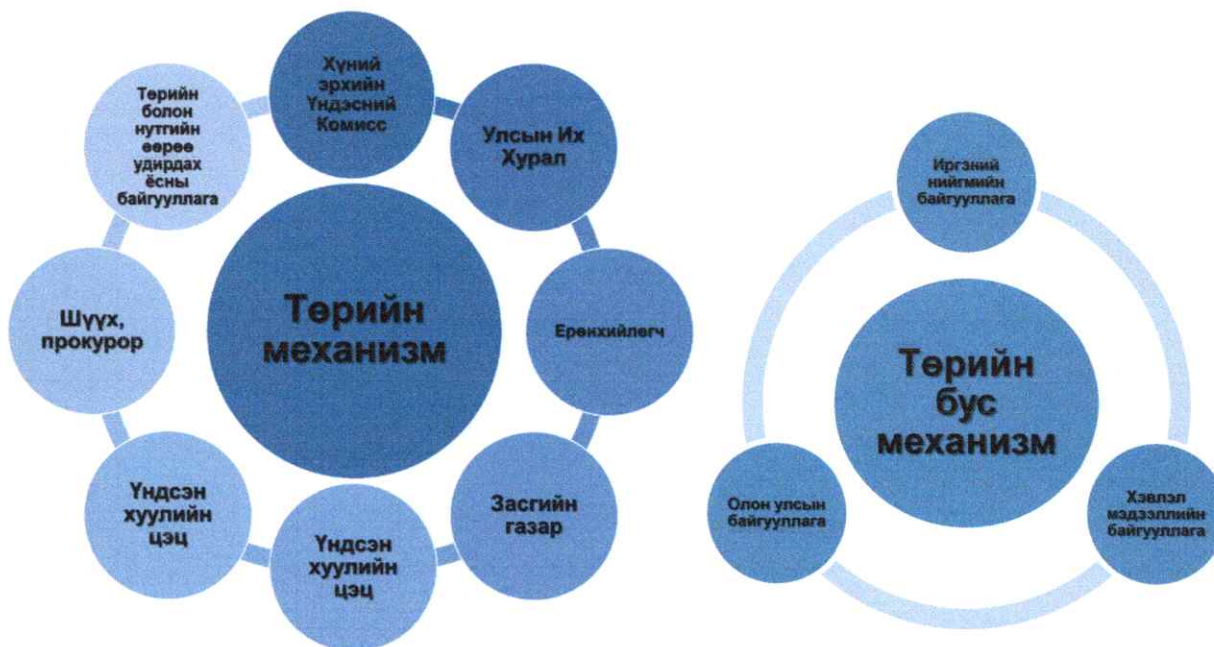 Хүний
эрхийн
Үндэсний
Комисс
Улсын Их
Хурал
Ерөнхийлөгч
Засгийн
газар
Үндсэн
хуулийн
цэц
Үндсэн
хуулийн
цэц
Шүүх,
прокурор
Төрийн
болон
нутгийн
өөрөө
удирдах
ёсны
байгууллага
Төрийн
механизм
Иргэний
нийгмийн
байгууллага
Хэвлэл
мэдээллийн
байгууллага
Олон улсын
байгууллага
Төрийн
бус
механизм